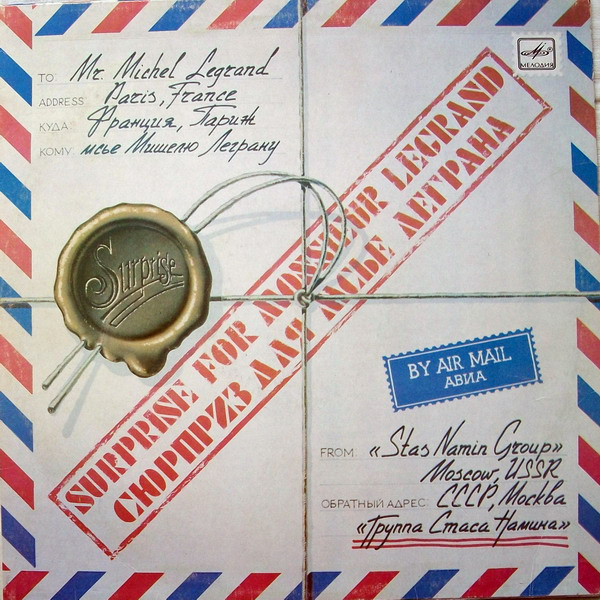 TO: Mr. Michel Legrand
ADDRESS: Paris, France
КУДА: Франция, Париж
КОМУ: мсье Мишелю Леграну
МЕЛОДИЯ
SURPRISE FOR MONSIEUR LEGRAND
СЮРПРИЗ ДЛЯ МСЬЕ ЛЕГРАНА
Surprise
BY AIR MAIL
АВИА
FROM: «Stas Namin Group»
Moscow, USSR
ОБРАТНЫЙ АДРЕС: СССР, Москва
«Группа Стаса Намина»